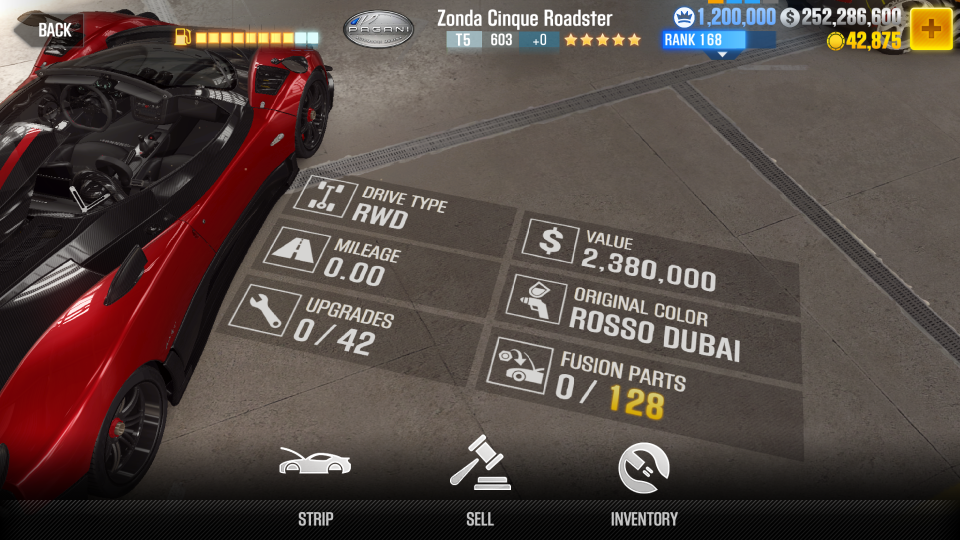 BACK
PAGANI
Zonda Cinque Roadster
T5 603 +0
1,200,000
252,286,600
RANK 168
42,875
DRIVE TYPE
RWD
MILEAGE
0.00
UPGRADES
0 / 42
VALUE
2,380,000
ORIGINAL COLOR
ROSSO DUBAI
FUSION PARTS
0 / 128
STRIP
SELL
INVENTORY